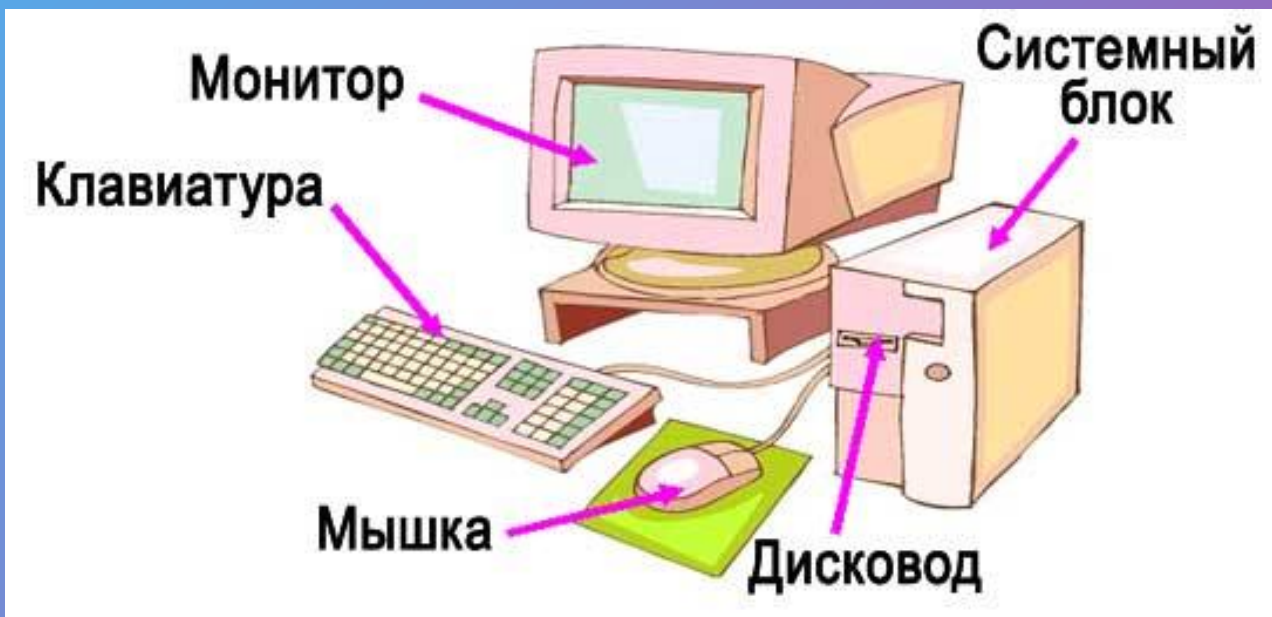 Монитор
Системный
блок
Клавиатура
Мышка
Дисковод